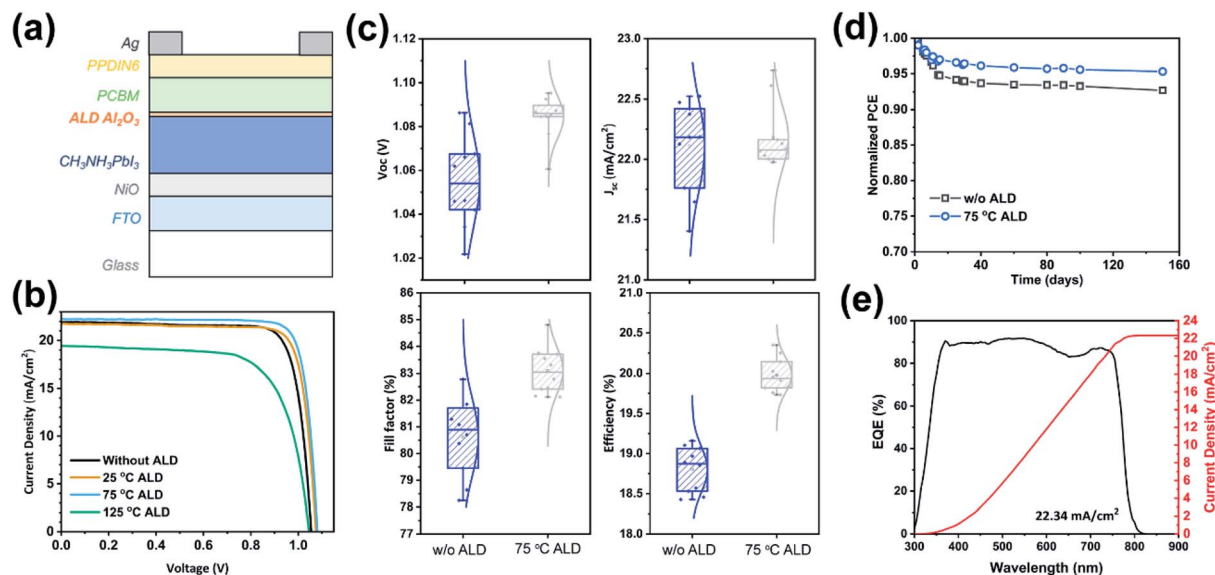 (a)
Ag
PPDIN6
PCBM
ALD Al₂O₃
CH₃NH₃PbI₃
NiO
FTO
Glass
(b)
Current Density (mA/cm²)
20
10
0
Without ALD
25 °C ALD
75 °C ALD
125 °C ALD
0.0 0.2 0.4 0.6 0.8 1.0
Voltage (V)
(c)
Voc (V)
1.12
1.10
1.08
1.06
1.04
1.02
Jsc (mA/cm²)
23.0
22.5
22.0
21.5
21.0
Fill factor (%)
86
85
84
83
82
81
80
79
78
77
w/o ALD 75 °C ALD
Efficiency (%)
21.0
20.5
20.0
19.5
19.0
18.5
18.0
w/o ALD 75 °C ALD
(d)
Normalized PCE
1.00
0.95
0.90
0.85
0.80
0.75
0.70
w/o ALD
75 °C ALD
0 40 80 120 160
Time (days)
(e)
EQE (%)
100
80
60
40
20
0
22.34 mA/cm²
300 400 500 600 700 800 900
Wavelength (nm)
24
22
20
18
16
14
12
10
8
6
4
2
0
Current Density (mA/cm²)